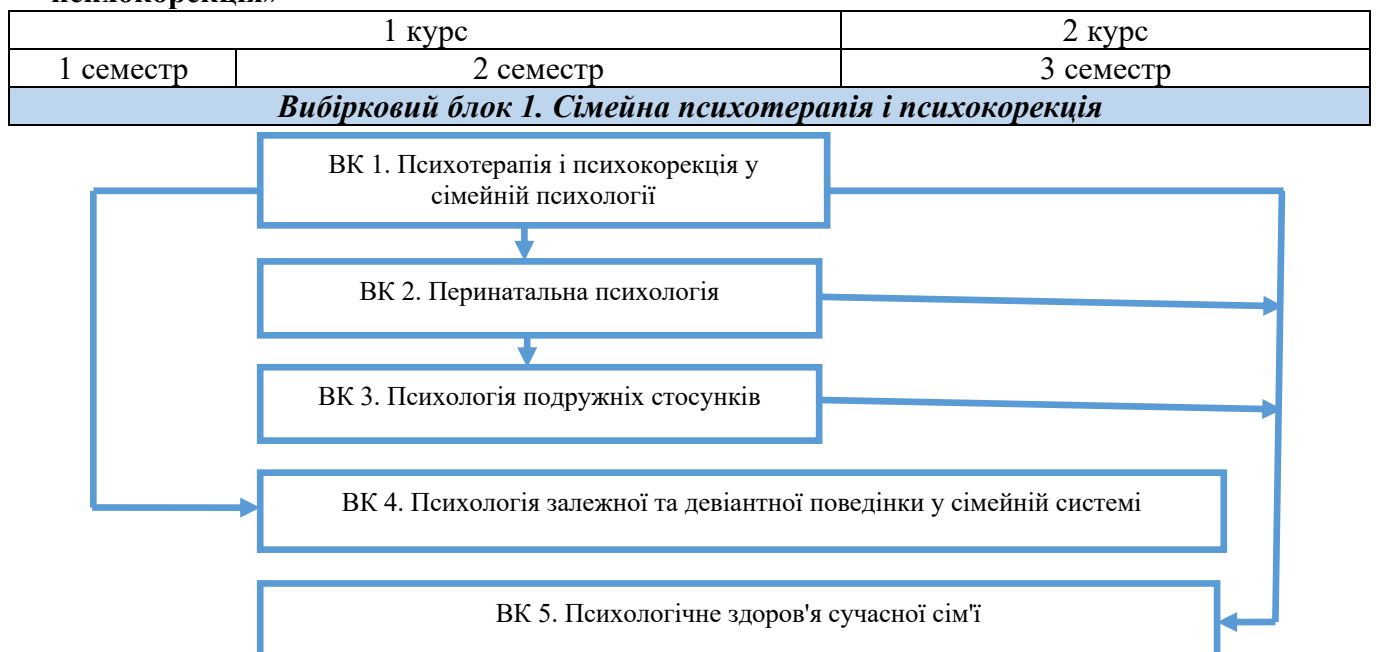 психокорекція»
1 курс 2 курс
1 семестр 2 семестр 3 семестр
Вибірковий блок 1. Сімейна психотерапія і психокорекція
ВК 1. Психотерапія і психокорекція у
сімейній психології
ВК 2. Перинатальна психологія
ВК 3. Психологія подружніх стосунків
ВК 4. Психологія залежної та девіантної поведінки у сімейній системі
ВК 5. Психологічне здоров'я сучасної сім'ї